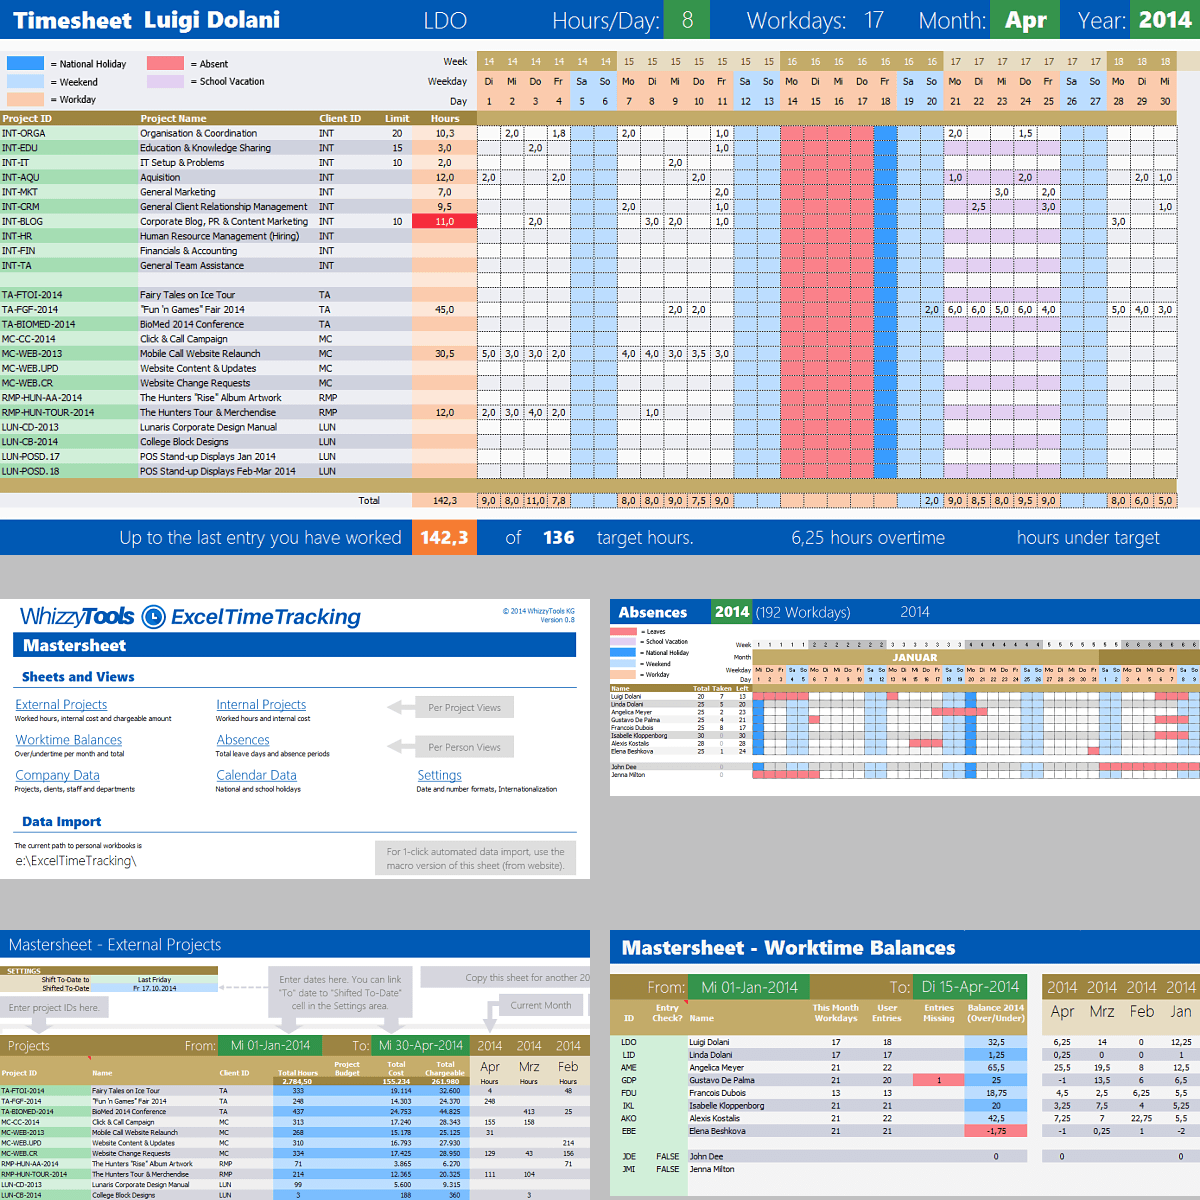 Timesheet Luigi Dolani LDO Hours/Day: 8 Workdays: 17 Month: Apr Year: 2014
= National Holiday = Absent
= Weekend = School Vacation
= Workday
Week 14 14 14 14 14 14 15 15 15 15 15 15 15 16 16 16 16 16 16 16 17 17 17 17 17 17 17 18 18 18
Weekday Di Mi Do Fr Sa So Mo Di Mi Do Fr Sa So Mo Di Mi Do Fr Sa So Mo Di Mi Do Fr Sa So Mo Di Mi
Day 1 2 3 4 5 6 7 8 9 10 11 12 13 14 15 16 17 18 19 20 21 22 23 24 25 26 27 28 29 30
Project ID Project Name Client ID Limit Hours
INT-ORGA Organisation & Coordination INT 20 10,3 2,0 1,8 2,0 1,0 2,0 1,5
INT-EDU Education & Knowledge Sharing INT 15 3,0 2,0 1,0
INT-IT IT Setup & Problems INT 10 2,0 2,0
INT-AQU Aquisition INT 12,0 2,0 2,0 2,0 1,0 2,0 2,0 1,0
INT-MKT General Marketing INT 7,0 2,0 3,0 2,0
INT-CRM General Client Relationship Management INT 9,5 2,0 1,0 2,5 3,0 1,0
INT-BLOG Corporate Blog, PR & Content Marketing INT 10 11,0 2,0 3,0 2,0 1,0 3,0
INT-HR Human Resource Management (Hiring) INT
INT-FIN Financials & Accounting INT
INT-TA General Team Assistance INT
TA-FTOI-2014 Fairy Tales on Ice Tour TA
TA-FGF-2014 "Fun 'n Games" Fair 2014 TA 45,0 2,0 2,0 2,0 6,0 6,0 5,0 6,0 4,0 5,0 4,0 3,0
TA-BIOMED-2014 BioMed 2014 Conference TA
MC-CC-2014 Click & Call Campaign MC
MC-WEB-2013 Mobile Call Website Relaunch MC 30,5 5,0 3,0 3,0 2,0 4,0 4,0 3,0 3,5 3,0
MC-WEB.UPD Website Content & Updates MC
MC-WEB.CR Website Change Requests MC
RMP-HUN-AA-2014 The Hunters "Rise" Album Artwork RMP
RMP-HUN-TOUR-2014 The Hunters Tour & Merchendise RMP 12,0 2,0 3,0 4,0 2,0 1,0
LUN-CD-2013 Lunaris Corporate Design Manual LUN
LUN-CB-2014 College Block Designs LUN
LUN-POSD.17 POS Stand-up Displays Jan 2014 LUN
LUN-POSD.18 POS Stand-up Displays Feb-Mar 2014 LUN
Total 142,3 9,0 8,0 11,0 7,8 8,0 8,0 9,0 7,5 9,0 2,0 9,0 8,5 8,0 9,5 9,0 8,0 6,0 5,0
Up to the last entry you have worked 142,3 of 136 target hours. 6,25 hours overtime hours under target
WhizzyTools ExcelTimeTracking
© 2014 WhizzyTools KG
Version 0.8
Mastersheet
Sheets and Views
External Projects Internal Projects Per Project Views
Worked hours, internal cost and chargeable amount Worked hours and internal cost
Worktime Balances Absences Per Person Views
Over/undertime per month and total Total leave days and absence periods
Company Data Calendar Data Settings
Projects, clients, staff and departments National and school holidays Date and number formats, Internationalization
Data Import
The current path to personal workbooks is
e:\ExcelTimeTracking\
For 1-click automated data import, use the
macro version of this sheet (from website).
Absences 2014 (192 Workdays) 2014
= Leaves
= School Vacation
= National Holiday
= Weekend
= Workday
Week
Month JANUAR
Weekday
Day
Name Total Taken Left
Luigi Dolani 20 7 13
Linda Dolani 25 5 20
Angelica Meyer 25 2 23
Gustavo De Palma 25 4 21
Francois Dubois 25 8 17
Isabelle Kloppenborg 30 0 30
Alexis Kostalis 28 0 28
Elena Beshkova 25 1 24
John Dee 0
Jenna Milton 0
Mastersheet - External Projects
SETTINGS
Shift To-Date to Last Friday
Shifted To-Date Fr 17.10.2014
Enter project IDs here.
Enter dates here. You can link
"To" date to "Shifted To-Date"
cell in the Settings area.
Copy this sheet for another 20
Current Month
Projects From: Mi 01-Jan-2014 To: Mi 30-Apr-2014 2014 2014 2014
Apr Mrz Feb
Project ID Name Client ID Total Hours Project Budget Total Cost Total Chargeable Hours Hours Hours
2.784,50 155.234 261.980
TA-FTOI-2014 Fairy Tales on Ice Tour TA 333 19.114 32.600 4 48
TA-FGF-2014 "Fun 'n Games" Fair 2014 TA 248 14.303 24.370 248
TA-BIOMED-2014 BioMed 2014 Conference TA 437 24.753 44.825 413 25
MC-CC-2014 Click & Call Campaign MC 313 17.240 28.343 155 158
MC-WEB-2013 Mobile Call Website Relaunch MC 268 15.178 25.125 31
MC-WEB.UPD Website Content & Updates MC 310 16.793 27.930 214
MC-WEB.CR Website Change Requests MC 334 17.425 28.950 129 43 156
RMP-HUN-AA-2014 The Hunters "Rise" Album Artwork RMP 71 3.865 6.270 71
RMP-HUN-TOUR-2014 The Hunters Tour & Merchendise RMP 214 12.365 20.325 111 104
LUN-CD-2013 Lunaris Corporate Design Manual LUN 99 5.600 9.315
LUN-CB-2014 College Block Designs LUN 3 188 360 3
Mastersheet - Worktime Balances
From: Mi 01-Jan-2014 To: Di 15-Apr-2014 2014 2014 2014 2014
ID Entry Check? Name This Month Workdays User Entries Entries Missing Balance 2014 (Over/Under) Apr Mrz Feb Jan
LDO Luigi Dolani 17 18 32,5 6,25 14 0 12,25
LID Linda Dolani 17 17 1,25 0,25 0 0 1
AME Angelica Meyer 21 22 65,5 25,5 19,5 8 12,5
GDP Gustavo De Palma 21 20 1 25 -1 13,5 6 6,5
FDU Francois Dubois 13 13 18,75 4,5 2,5 6,25 5,5
IKL Isabelle Kloppenborg 21 21 20 3,25 7,5 4 5,25
AKO Alexis Kostalis 21 22 42,5 7,25 7 22,75 5,5
EBE Elena Beshkova 21 21 -1,75 -1 0,25 1 -2
JDE FALSE John Dee 0 0 0
JMI FALSE Jenna Milton